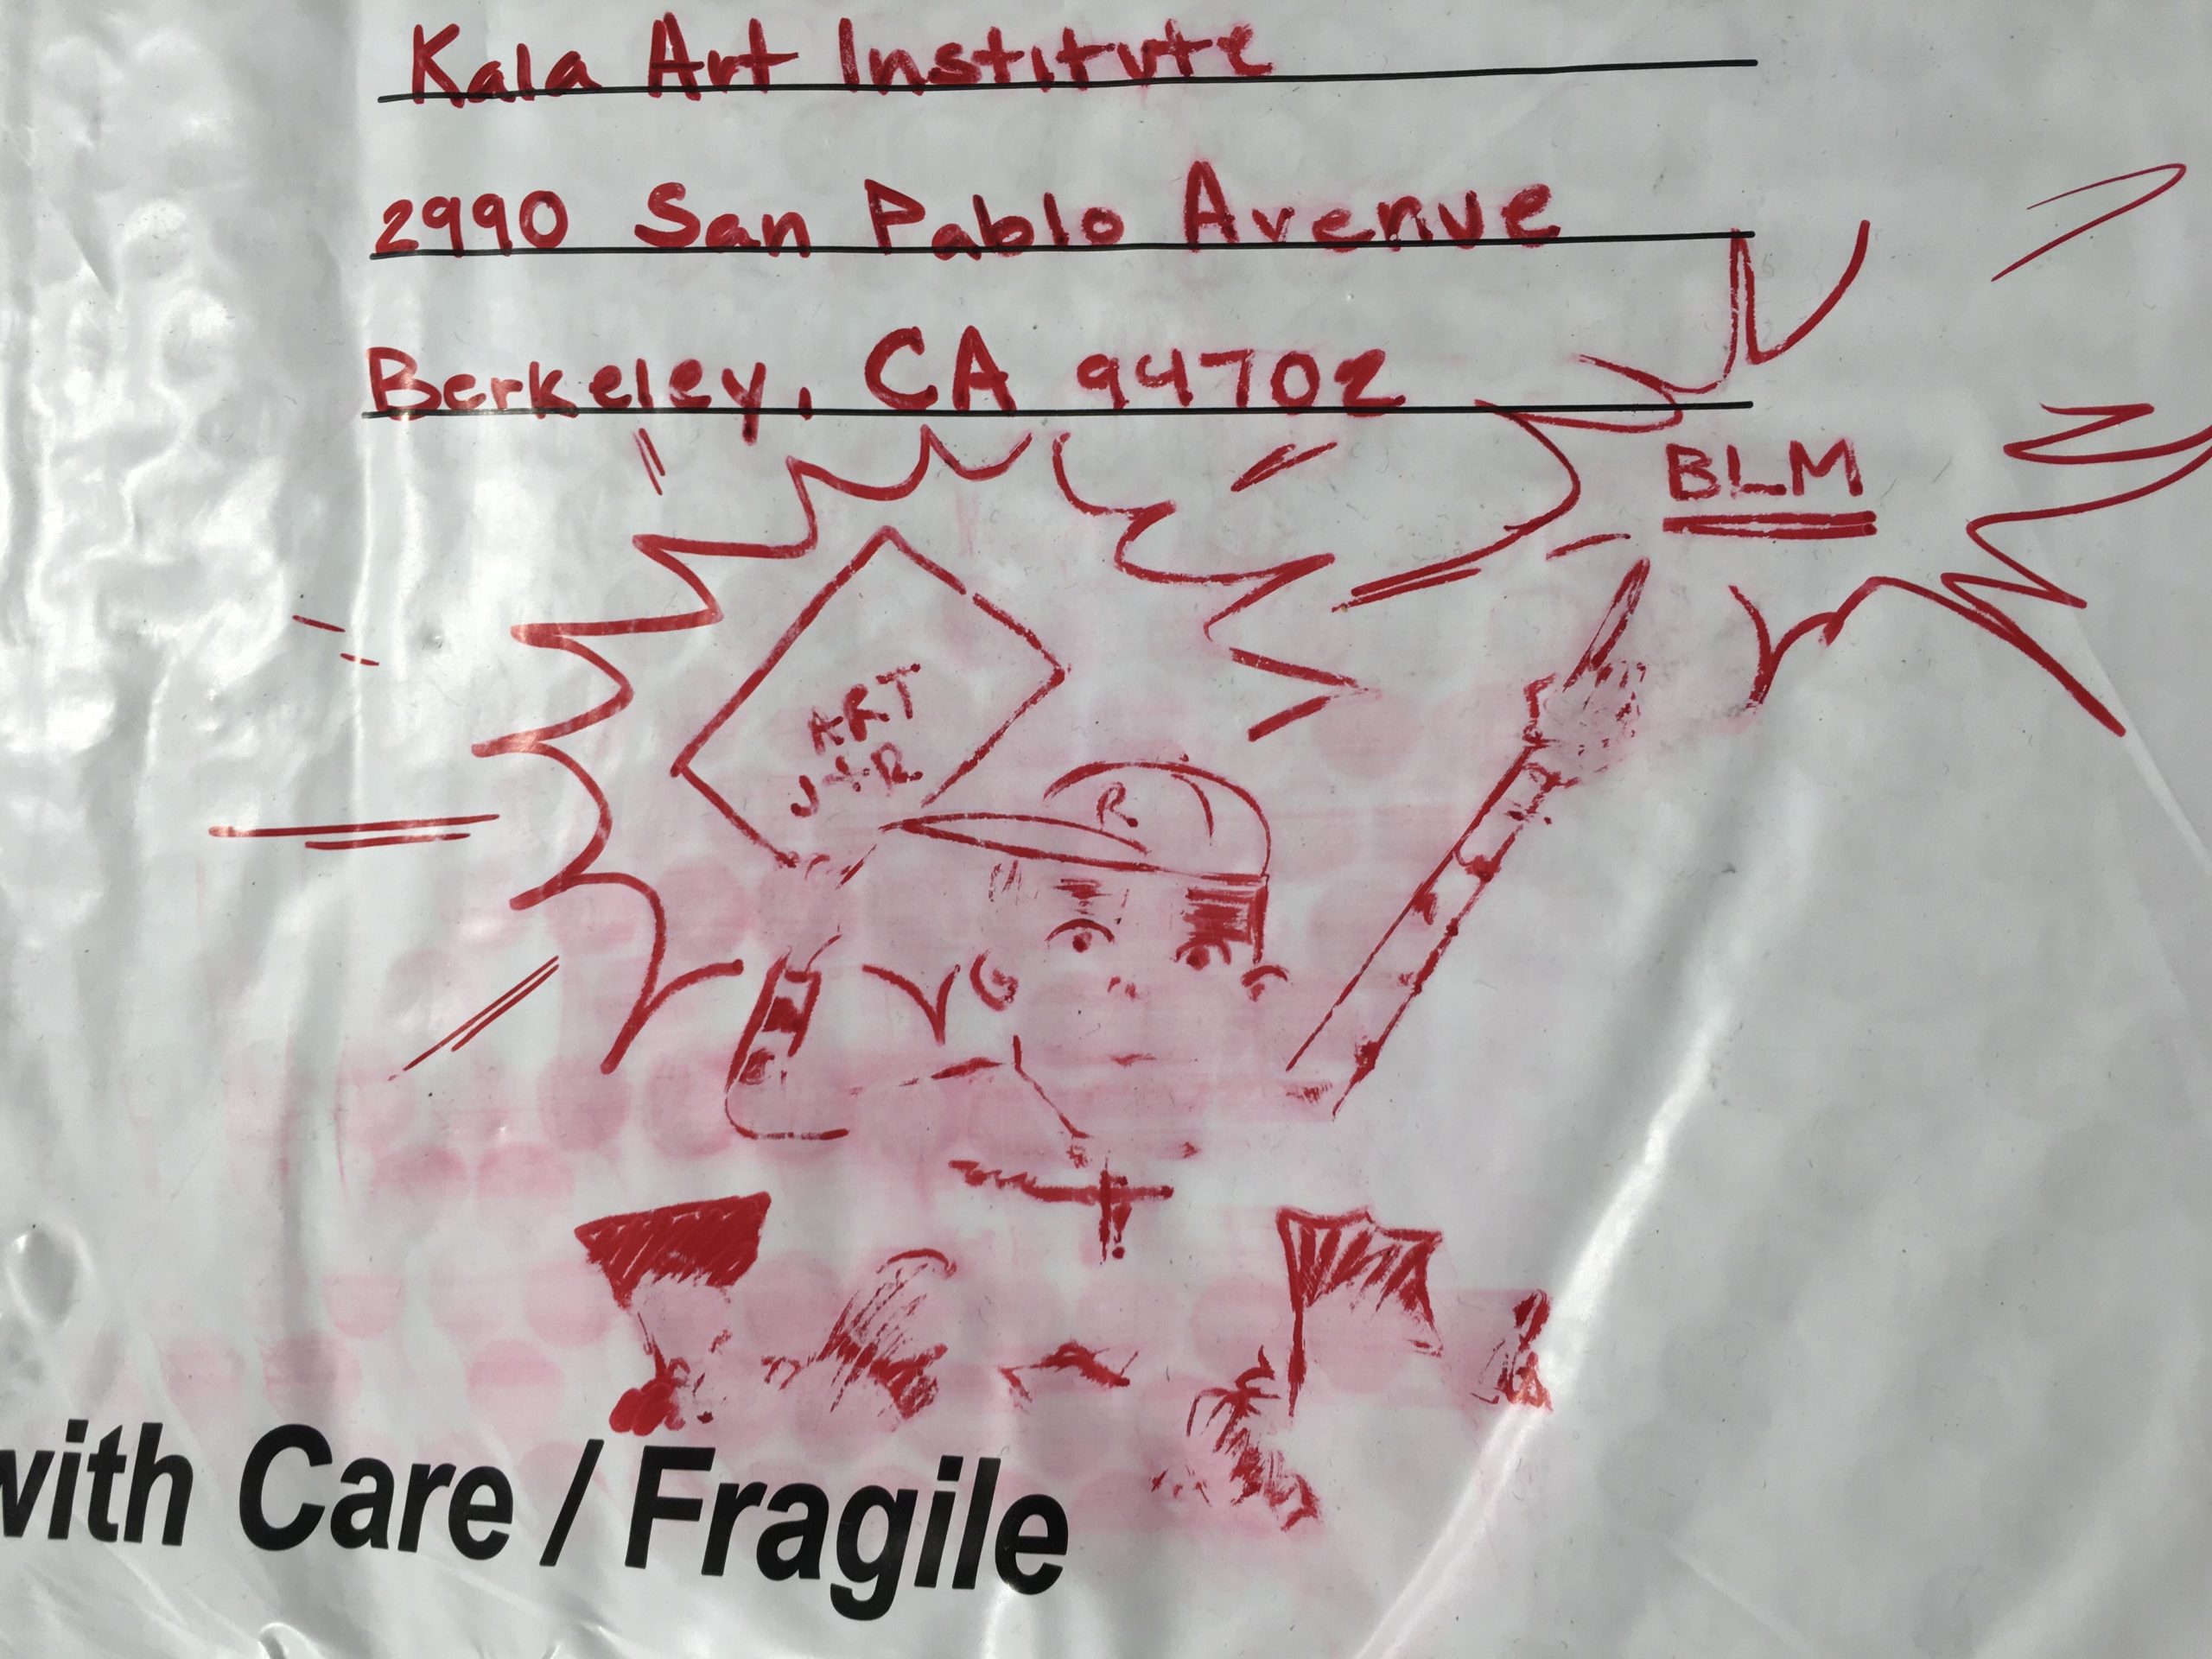 Kala Art Institute
2990 San Pablo Avenue
Berkeley, CA 94702
BLM
ART
J+R
R
with Care / Fragile